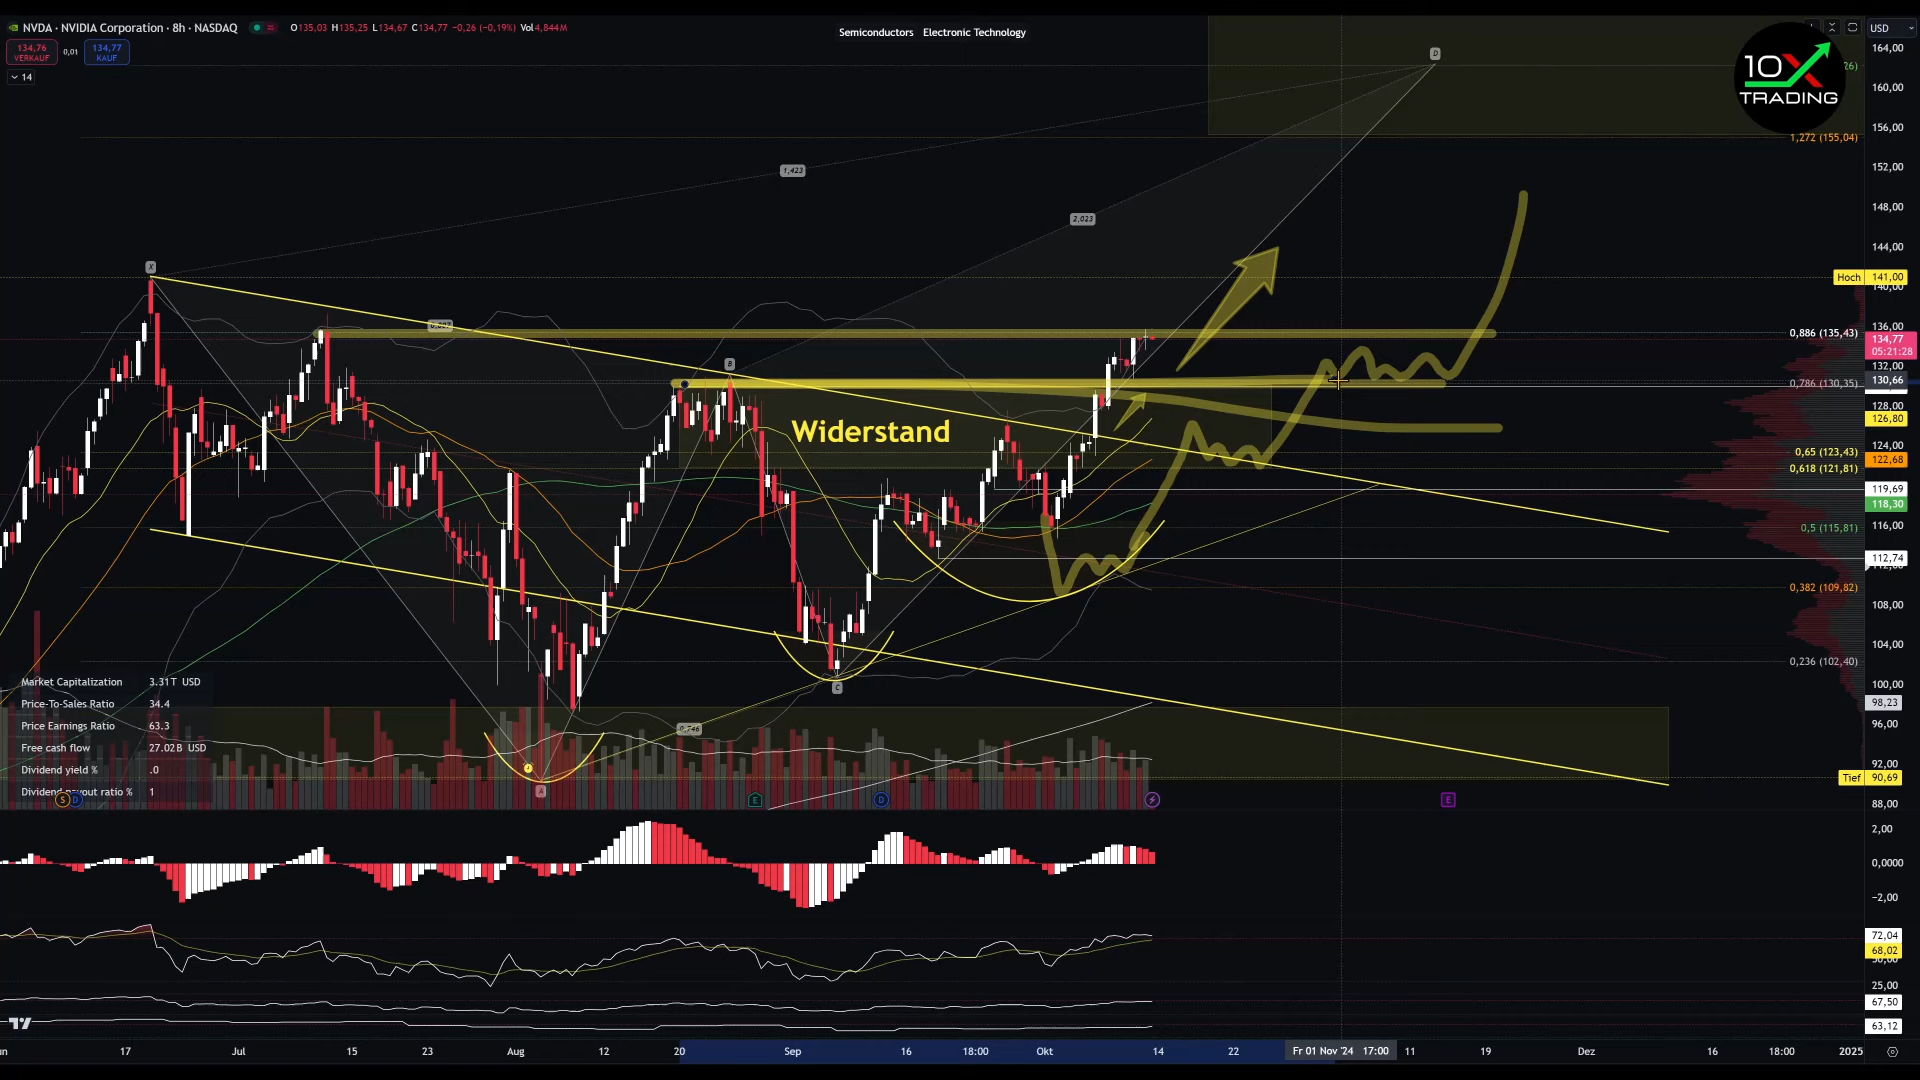 NVDA · NVIDIA Corporation · 8h · NASDAQ
O135,03 H135,25 L134,67 C134,77 −0,26 (−0,19%) Vol4,844M
Semiconductors Electronic Technology
USD
134,76
VERKAUF
0,01
134,77
KAUF
14
10X
TRADING
164,00
160,00
156,00
152,00
148,00
144,00
140,00
136,00
132,00
128,00
124,00
116,00
108,00
104,00
100,00
96,00
92,00
88,00
1,272 (155,04)
Hoch 141,00
0,886 (135,43)
134,77
05:21:28
130,66
0,786 (130,35)
126,80
0,65 (123,43)
122,68
0,618 (121,81)
119,69
118,30
0,5 (115,81)
112,74
0,382 (109,82)
0,236 (102,40)
98,23
Tief 90,69
X
A
B
C
D
1,423
2,023
0,746
Widerstand
Market Capitalization 3.31T USD
Price-To-Sales Ratio 34.4
Price Earnings Ratio 63.3
Free cash flow 27.02B USD
Dividend yield % .0
Dividend payout ratio % 1
S
D
E
D
E
2,00
0,0000
−2,00
72,04
68,02
25,00
67,50
63,12
17
Jul
15
23
Aug
12
20
Sep
16
18:00
Okt
14
22
Fr 01 Nov '24 17:00
11
19
Dez
16
18:00
2025